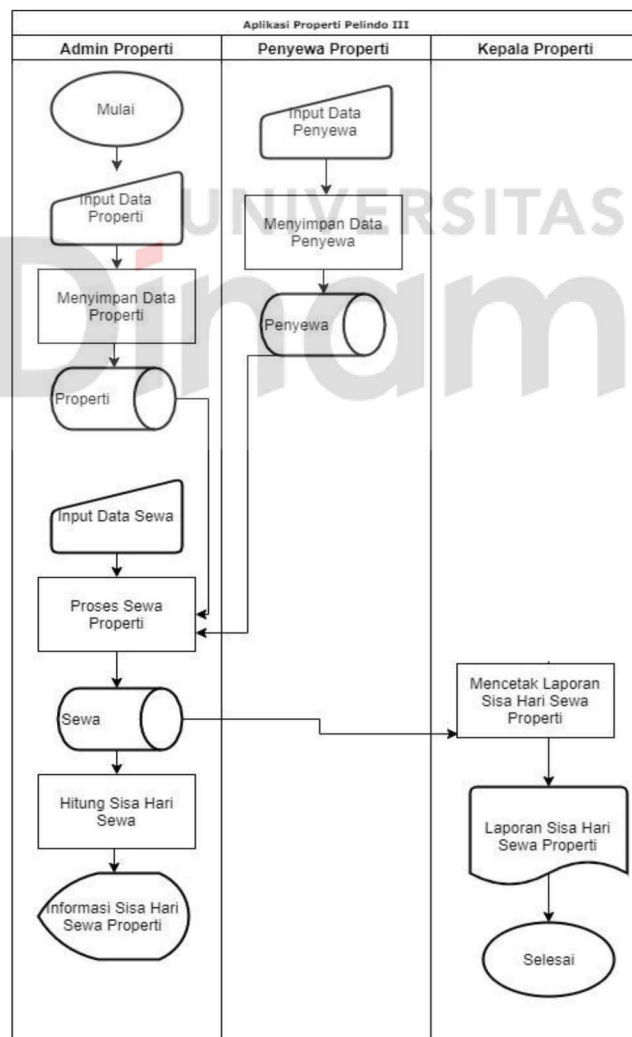 Aplikasi Properti Pelindo III
Admin Properti
Penyewa Properti
Kepala Properti
Mulai
Input Data
Properti
Menyimpan Data
Properti
Properti
Input Data Sewa
Proses Sewa
Properti
Sewa
Hitung Sisa Hari
Sewa
Informasi Sisa Hari
Sewa Properti
Input Data
Penyewa
Menyimpan Data
Penyewa
Penyewa
Mencetak Laporan
Sisa Hari Sewa
Properti
Laporan Sisa Hari
Sewa Properti
Selesai
UNIVERSITAS
Dinam